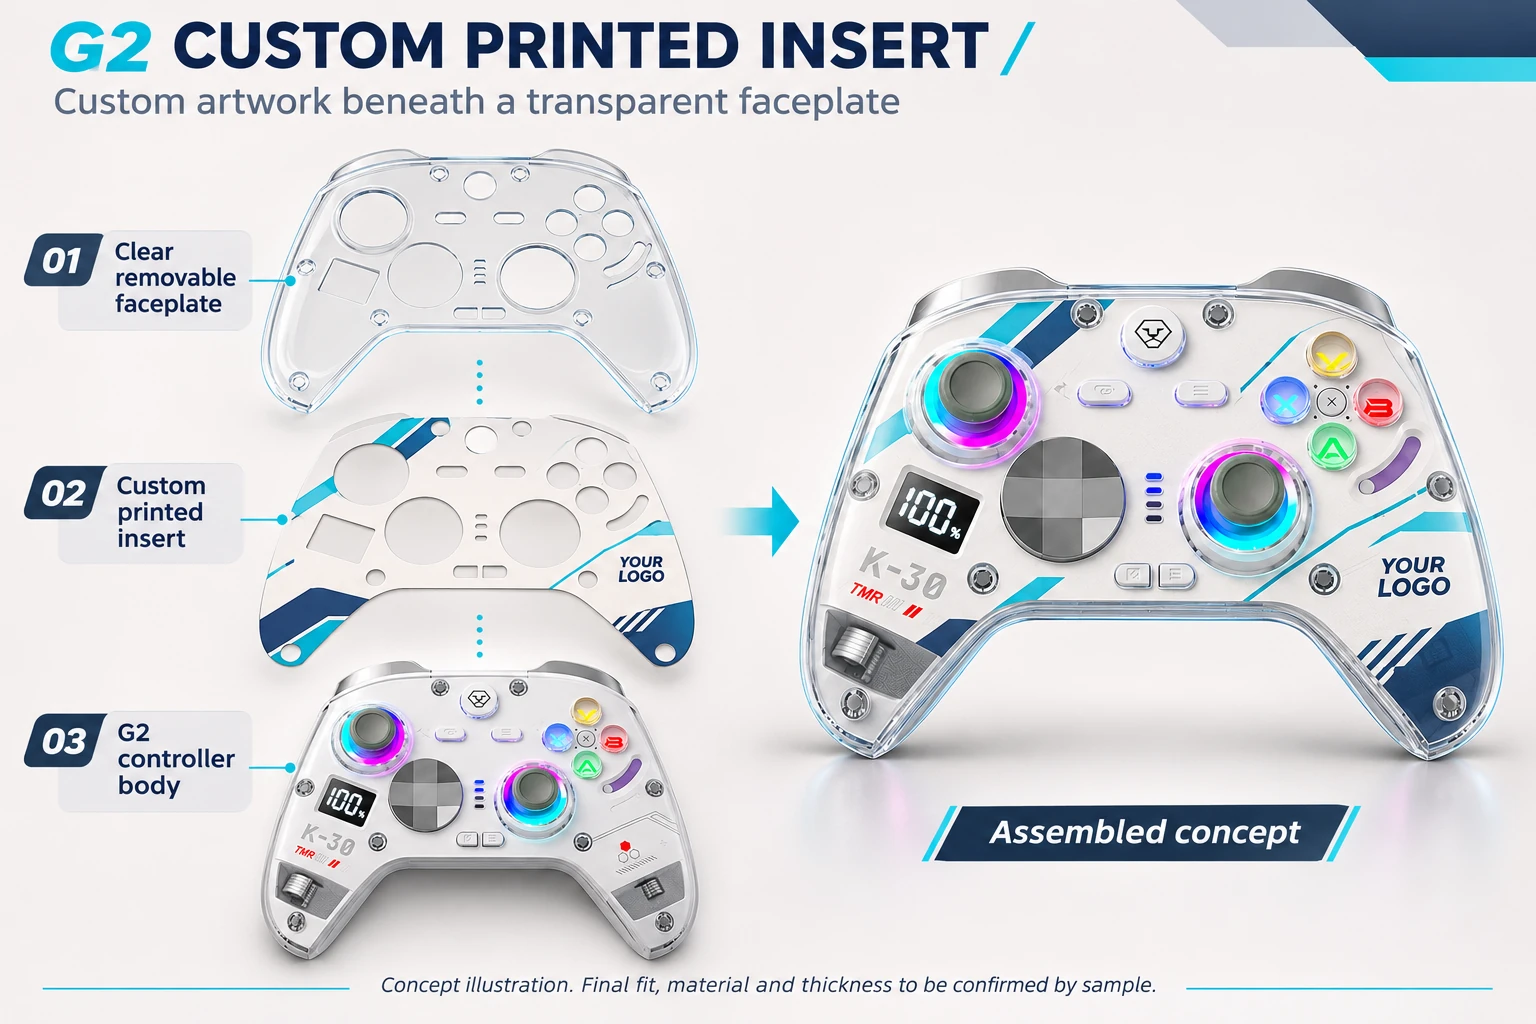 G2 CUSTOM PRINTED INSERT /
Custom artwork beneath a transparent faceplate
01
Clear
removable
faceplate
02
Custom
printed
insert
YOUR
LOGO
03
G2
controller
body
Y
X
B
A
100%
K-30
TMR
Y
X
X
B
A
100%
K-30
TMR
YOUR
LOGO
Assembled concept
Concept illustration. Final fit, material and thickness to be confirmed by sample.